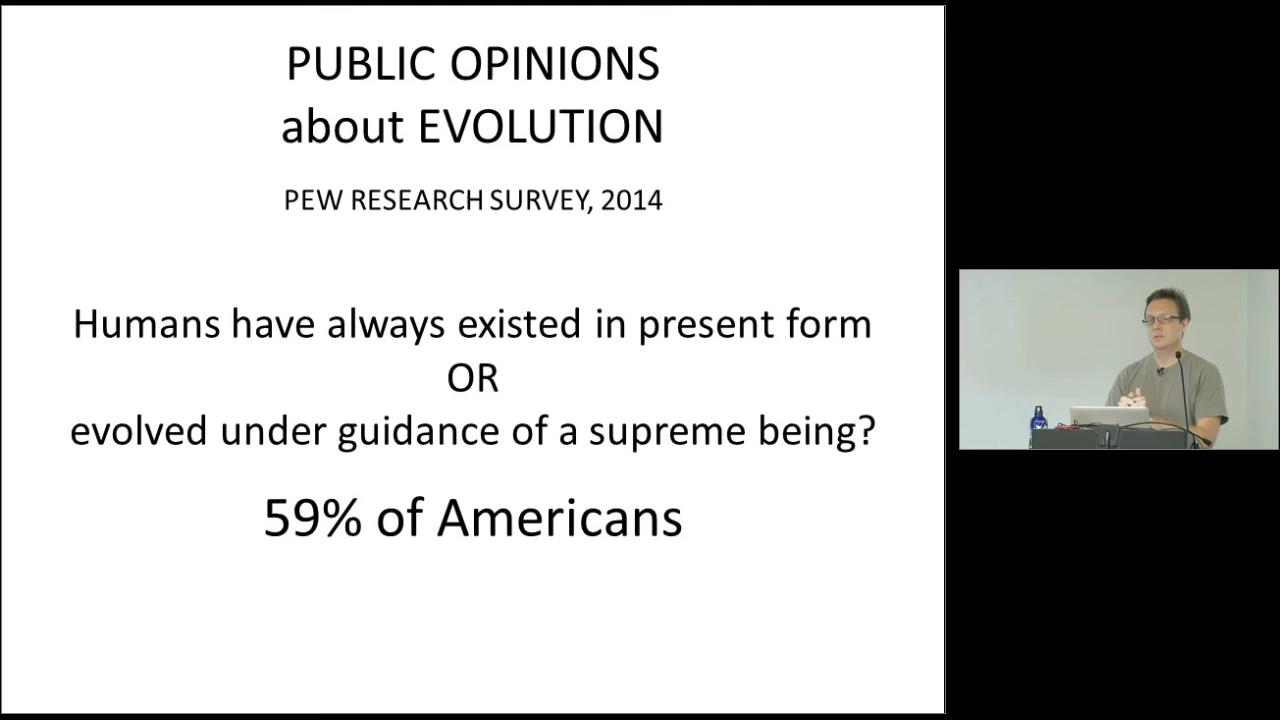 PUBLIC OPINIONS
about EVOLUTION
PEW RESEARCH SURVEY, 2014
Humans have always existed in present form
OR
evolved under guidance of a supreme being?
59% of Americans